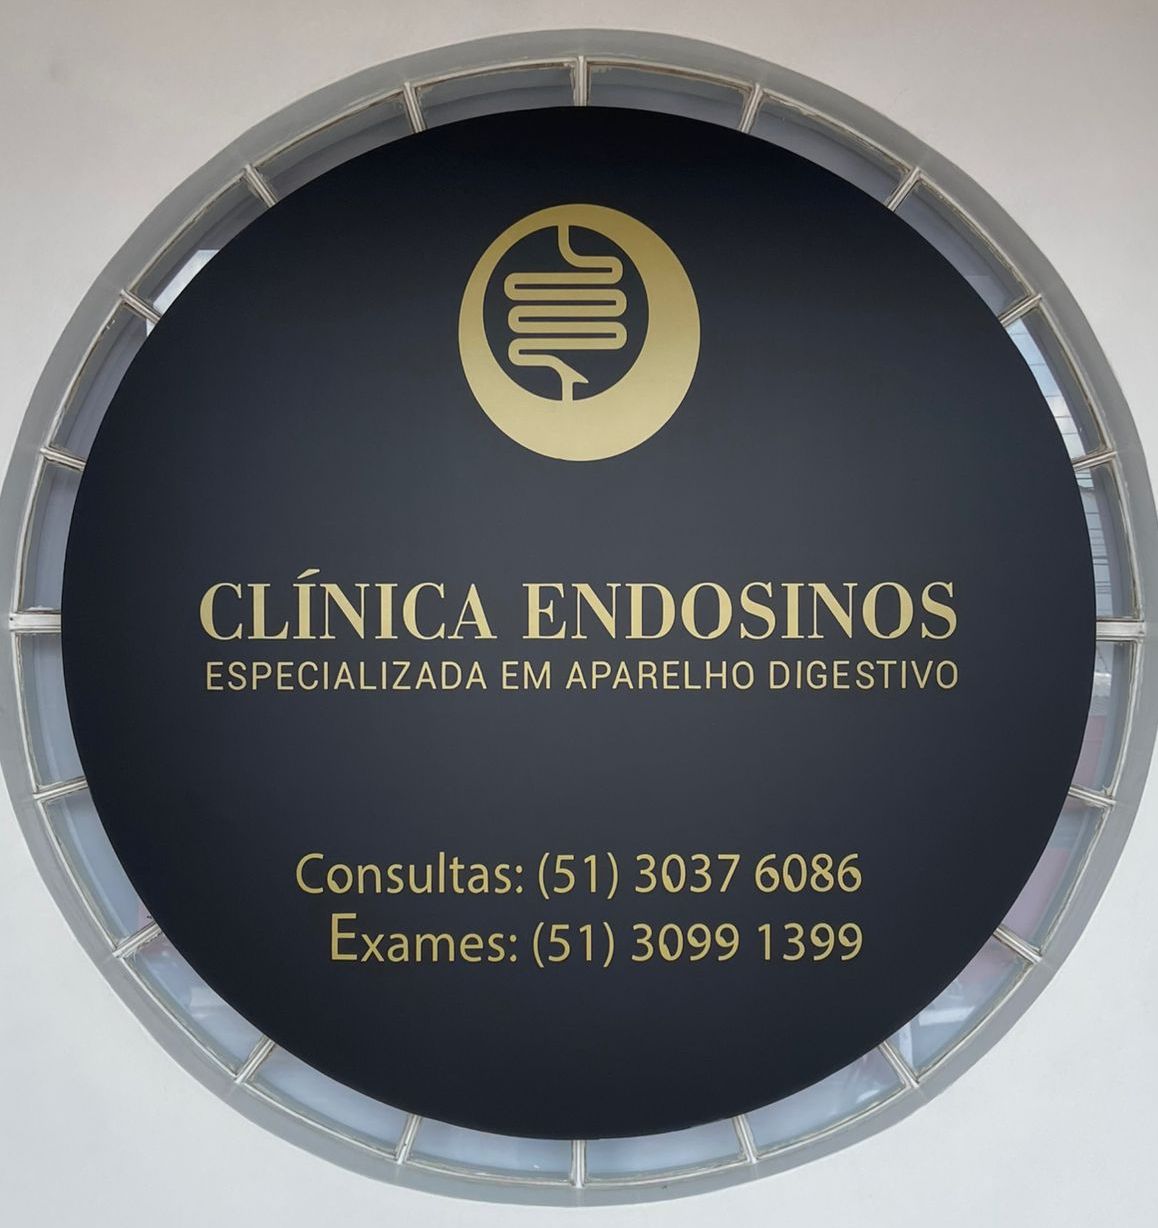 CLÍNICA ENDOSINOS
ESPECIALIZADA EM APARELHO DIGESTIVO
Consultas: (51) 3037 6086
Exames: (51) 3099 1399